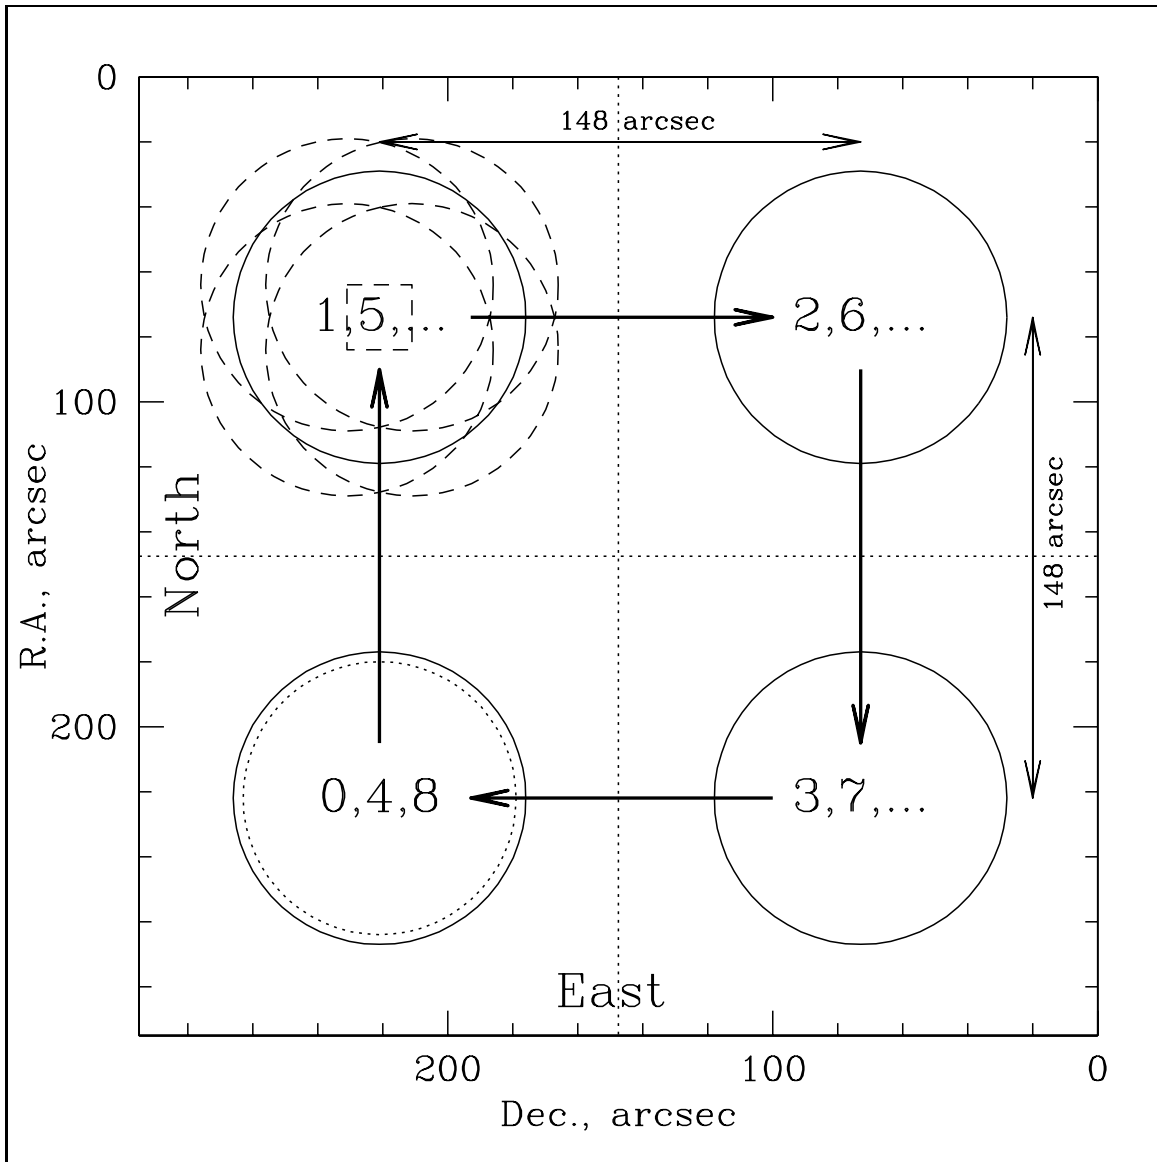 0
148 arcsec
1,5,...
2,6,...
100
R.A., arcsec
North
148 arcsec
200
0,4,8
3,7,...
East
200
100
0
Dec., arcsec